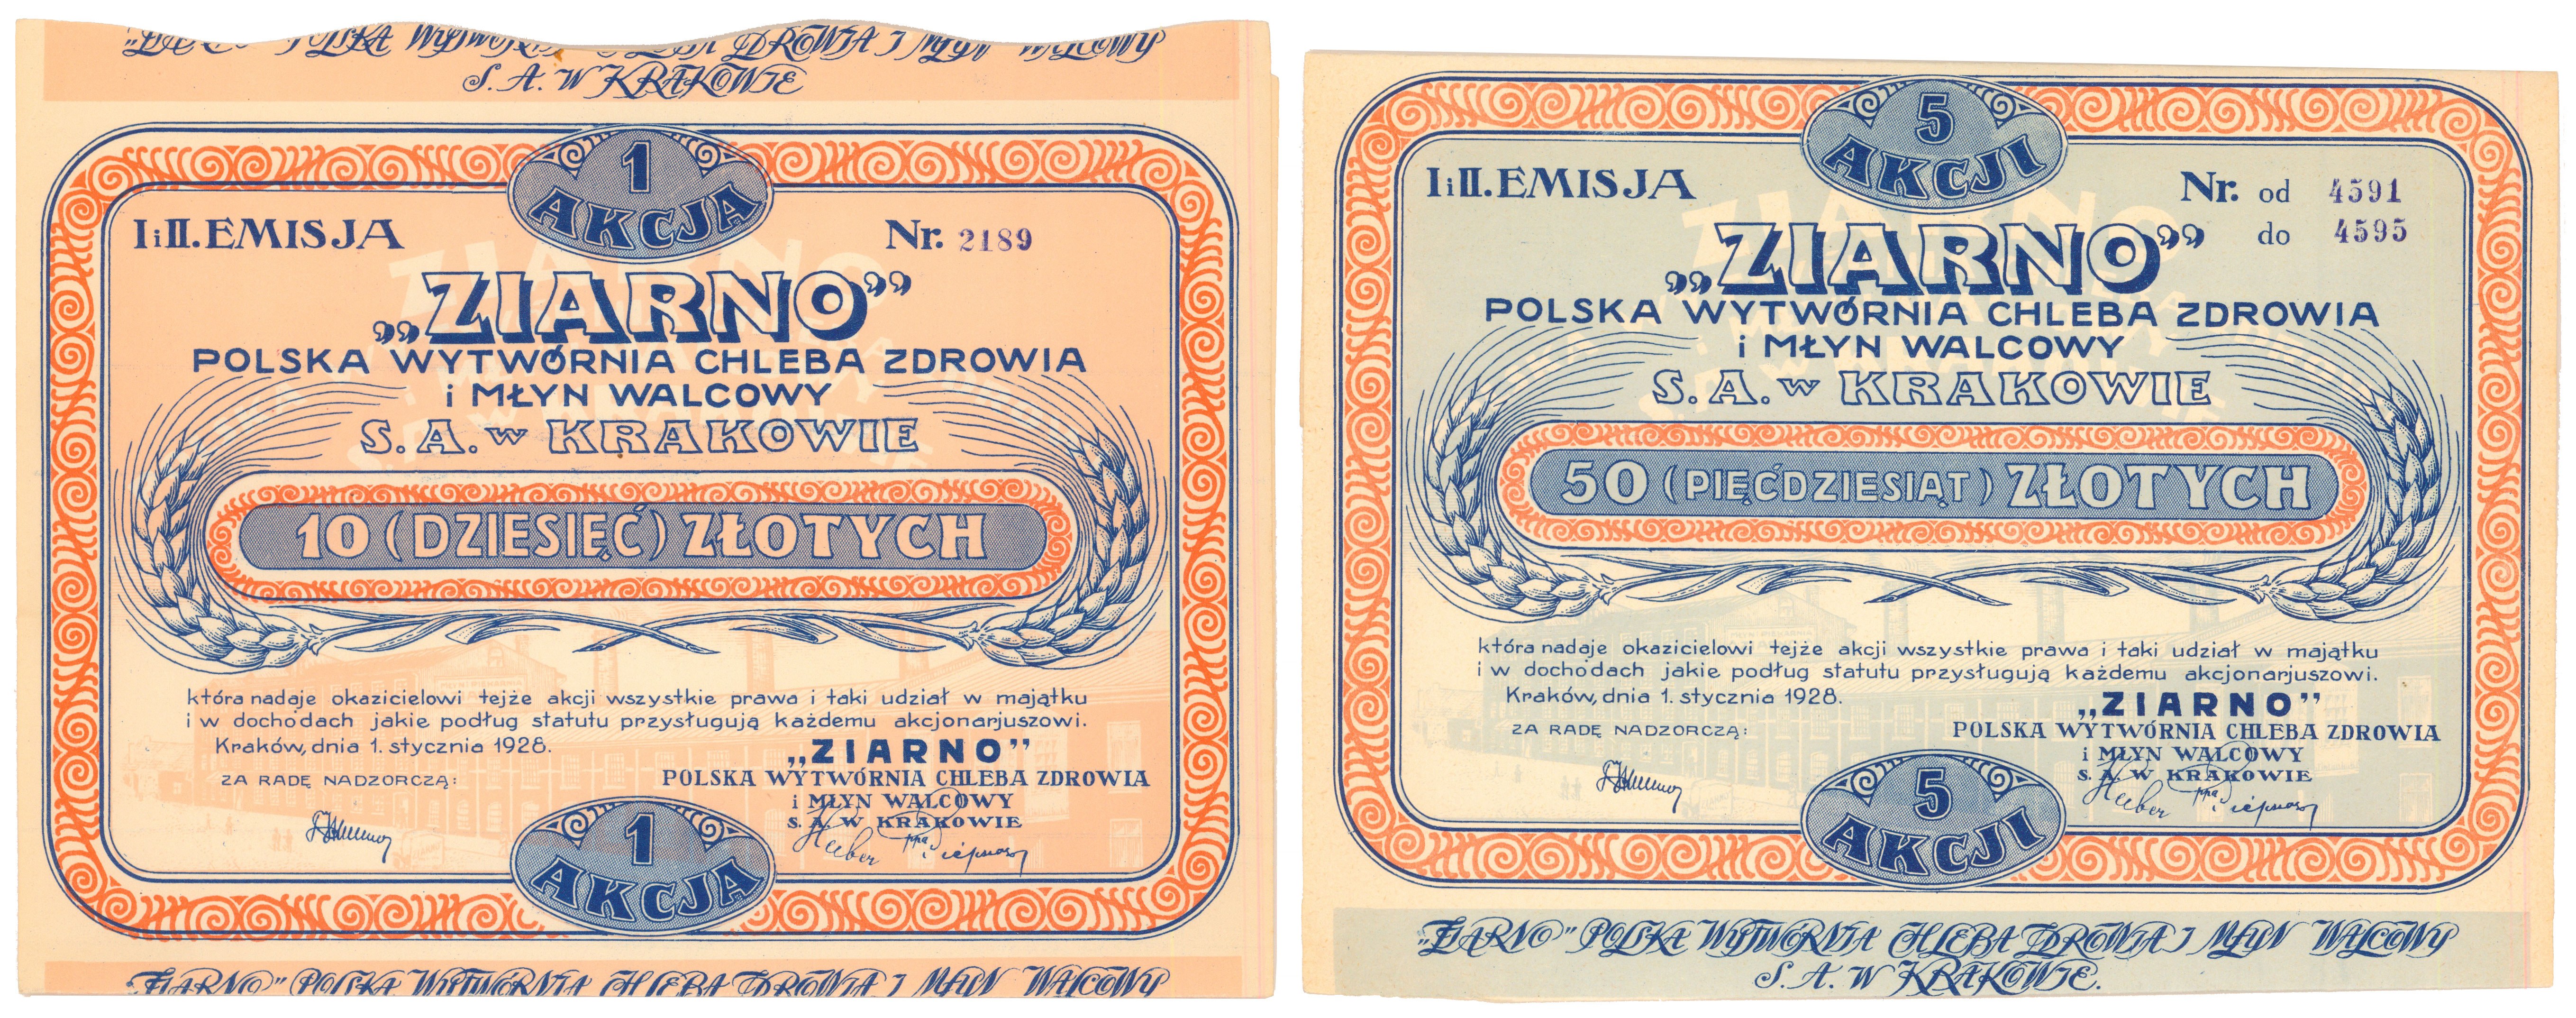 POLSKA WYTWÓRNIA CHLEBA ZDROWIA I MŁYN WALCOWY
S. A. W KRAKOWIE
1
AKCJA
I i II. EMISJA
Nr. 2189
„ZIARNO”
POLSKA WYTWÓRNIA CHLEBA ZDROWIA
i MŁYN WALCOWY
S. A. w KRAKOWIE
10 (DZIESIĘĆ) ZŁOTYCH
która nadaje okazicielowi tejże akcji wszystkie prawa i taki udział w majątku
i w dochodach jakie podług statutu przysługują każdemu akcjonarjuszowi.
Kraków, dnia 1. stycznia 1928.
„ZIARNO”
ZA RADĘ NADZORCZĄ:
POLSKA WYTWÓRNIA CHLEBA ZDROWIA
i MŁYN WALCOWY
S. A. W KRAKOWIE
ppa
1
AKCJA
„ZIARNO” POLSKA WYTWÓRNIA CHLEBA ZDROWIA I MŁYN WALCOWY
5
AKCJI
I i II. EMISJA
Nr. od 4591
do 4595
„ZIARNO”
POLSKA WYTWÓRNIA CHLEBA ZDROWIA
i MŁYN WALCOWY
S. A. w KRAKOWIE
50 (PIĘĆDZIESIĄT) ZŁOTYCH
która nadaje okazicielowi tejże akcji wszystkie prawa i taki udział w majątku
i w dochodach jakie podług statutu przysługują każdemu akcjonarjuszowi.
Kraków, dnia 1. stycznia 1928.
„ZIARNO”
ZA RADĘ NADZORCZĄ:
POLSKA WYTWÓRNIA CHLEBA ZDROWIA
i MŁYN WALCOWY
S. A. W KRAKOWIE
ppa
5
AKCJI
„ZIARNO” POLSKA WYTWÓRNIA CHLEBA ZDROWIA I MŁYN WALCOWY
S. A. W KRAKOWIE.